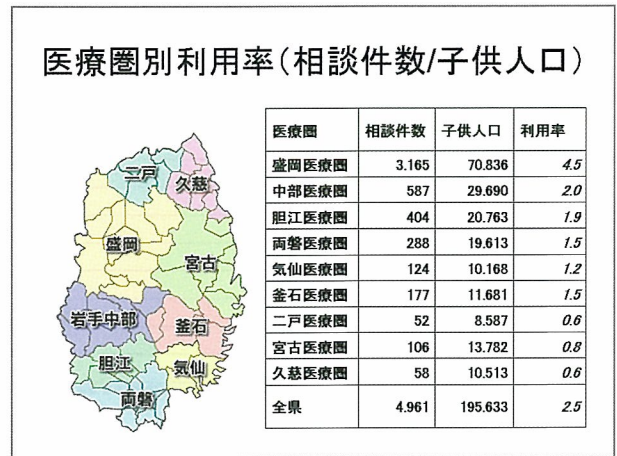 医療圏別利用率（相談件数/子供人口）
二戸
久慈
盛岡
宮古
岩手中部
釜石
胆江
気仙
両磐
医療圏 相談件数 子供人口 利用率
盛岡医療圏 3.165 70.836 4.5
中部医療圏 587 29.690 2.0
胆江医療圏 404 20.763 1.9
両磐医療圏 288 19.613 1.5
気仙医療圏 124 10.168 1.2
釜石医療圏 177 11.681 1.5
二戸医療圏 52 8.587 0.6
宮古医療圏 106 13.782 0.8
久慈医療圏 58 10.513 0.6
全県 4.961 195.633 2.5